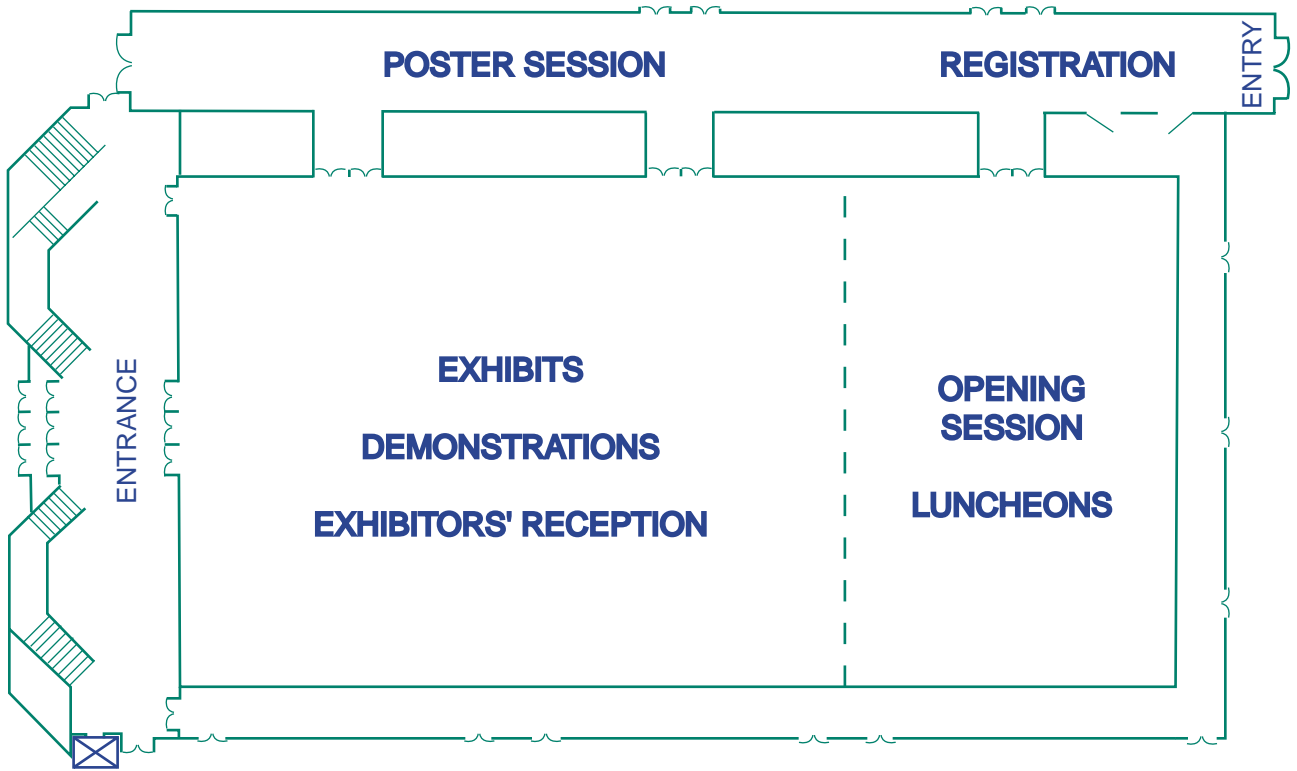 POSTER SESSION
REGISTRATION
ENTRY
ENTRANCE
EXHIBITS
DEMONSTRATIONS
EXHIBITORS' RECEPTION
OPENING
SESSION
LUNCHEONS